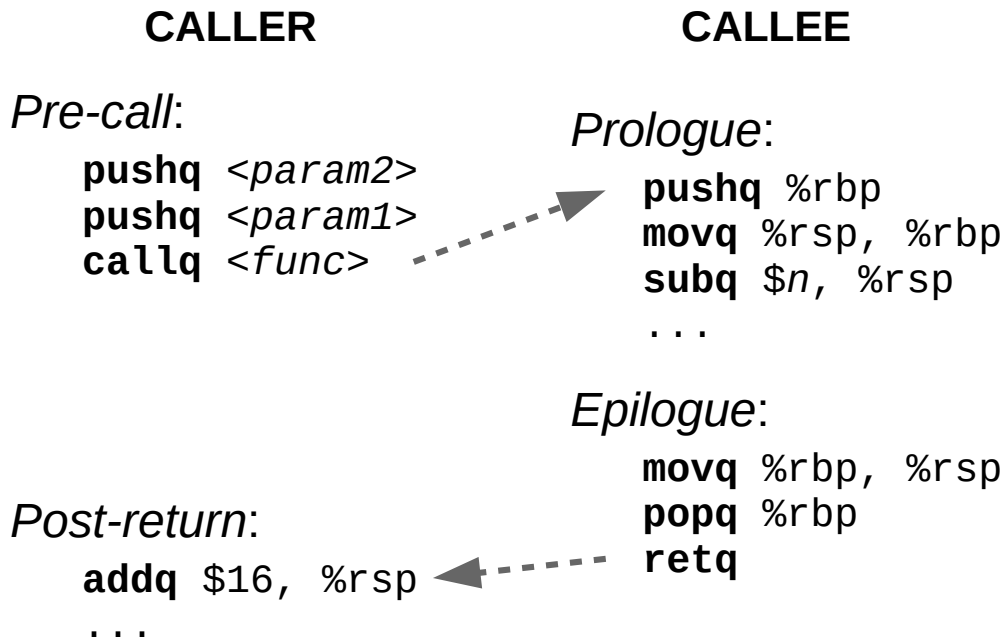 CALLER
Pre-call:
pushq <param2>
pushq <param1>
callq <func>
Post-return:
addq $16, %rsp
...
CALLEE
Prologue:
pushq %rbp
movq %rsp, %rbp
subq $n, %rsp
...
Epilogue:
movq %rbp, %rsp
popq %rbp
retq